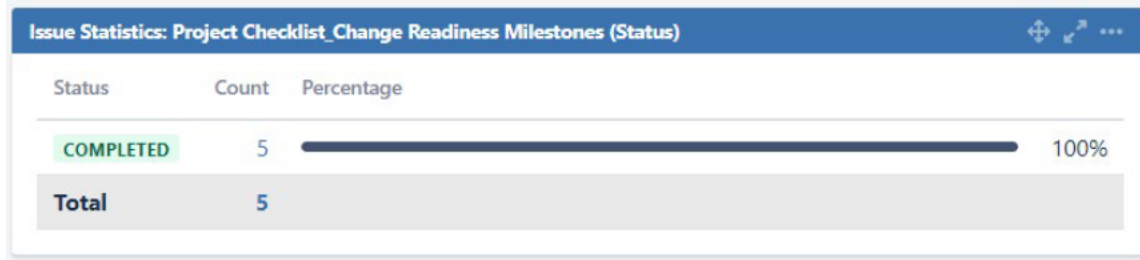 Issue Statistics: Project Checklist_Change Readiness Milestones (Status)
Status Count Percentage
COMPLETED 5 100%
Total 5